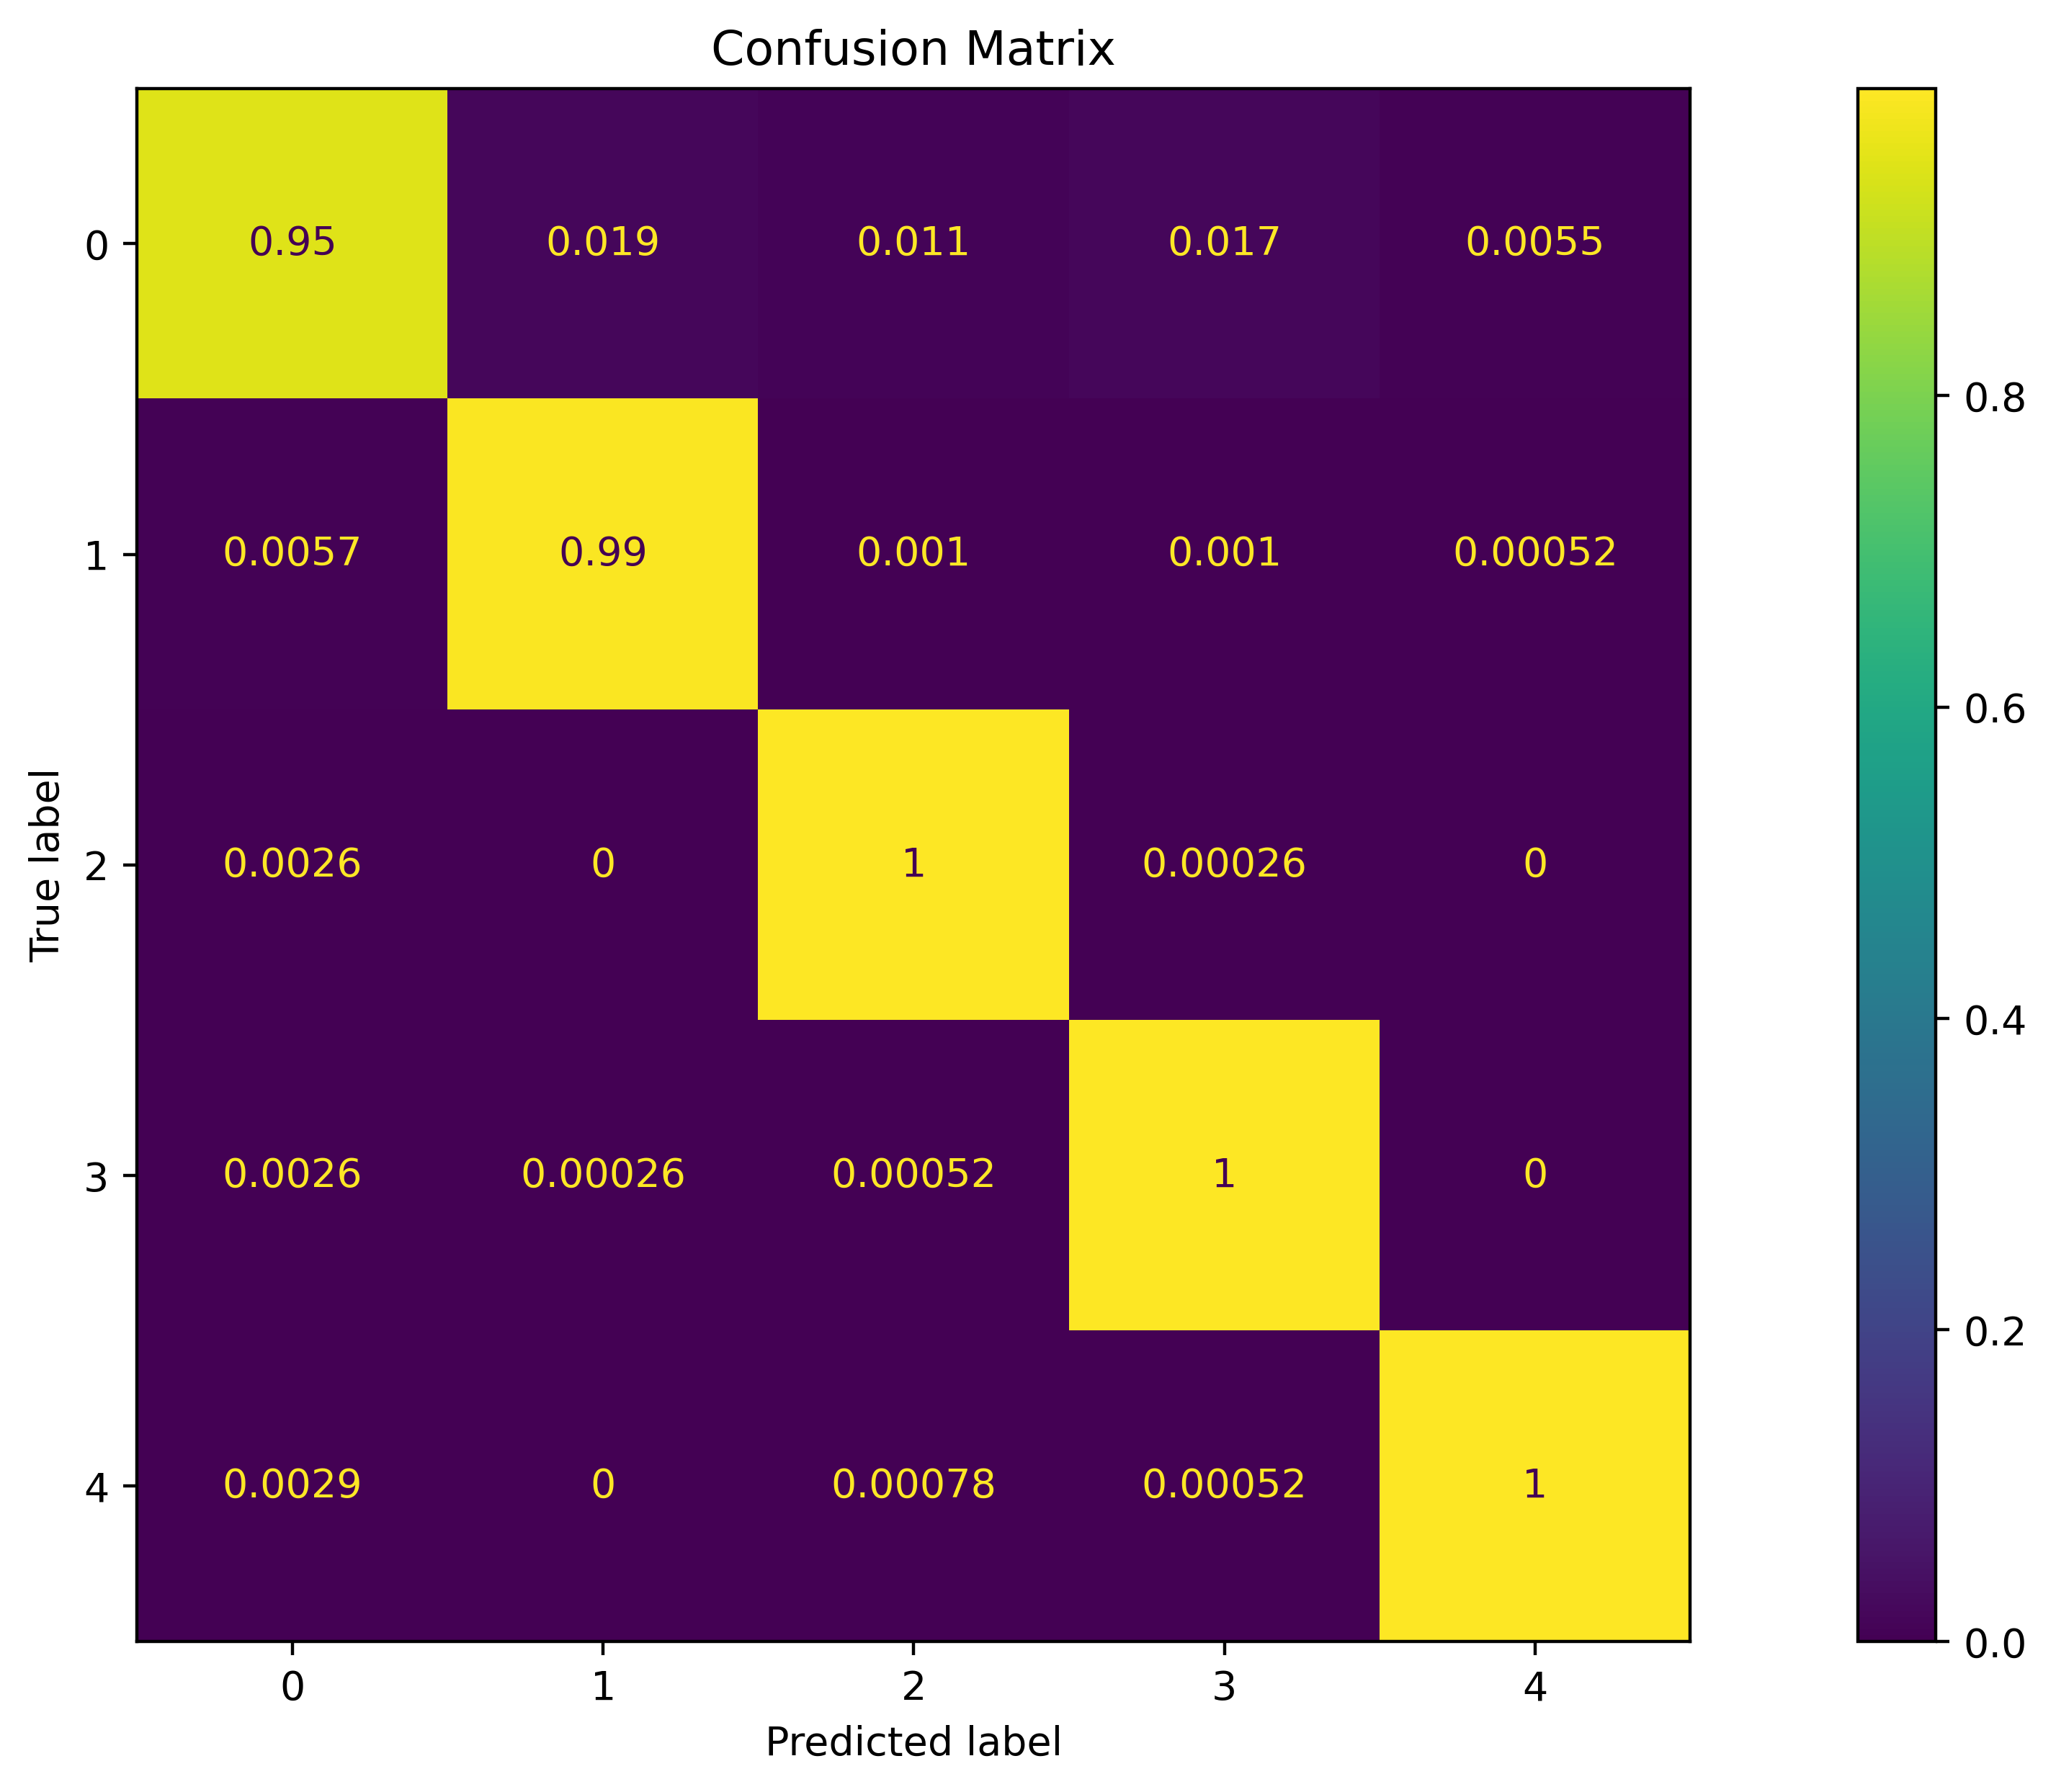 Confusion Matrix
0 0.95 0.019 0.011 0.017 0.0055
1 0.0057 0.99 0.001 0.001 0.00052
2 0.0026 0 1 0.00026 0
3 0.0026 0.00026 0.00052 1 0
4 0.0029 0 0.00078 0.00052 1
0 1 2 3 4
Predicted label
True label
0.8
0.6
0.4
0.2
0.0